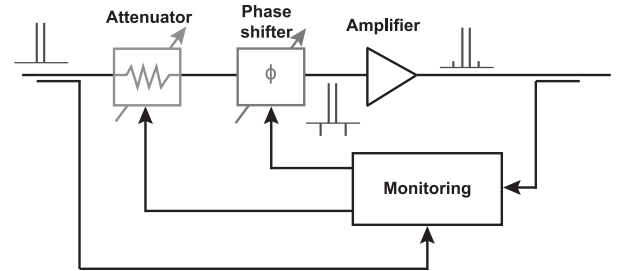 Attenuator
Phase
shifter
Amplifier
ϕ
Monitoring